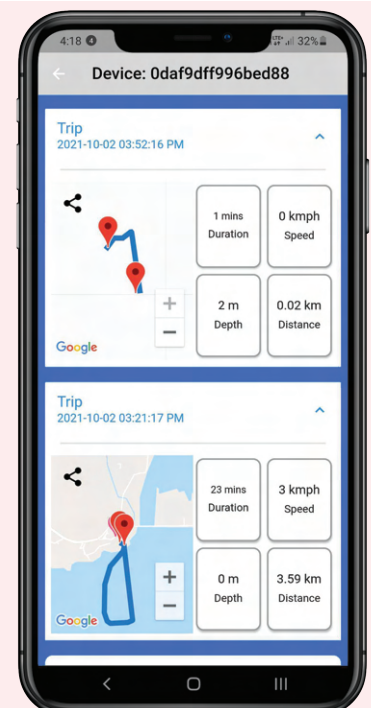 4:18
LTE+ 32%
Device: 0daf9dff996bed88
Trip
2021-10-02 03:52:16 PM
1 mins
Duration
0 kmph
Speed
2 m
Depth
0.02 km
Distance
+
−
Google
Trip
2021-10-02 03:21:17 PM
23 mins
Duration
3 kmph
Speed
0 m
Depth
3.59 km
Distance
+
−
Google